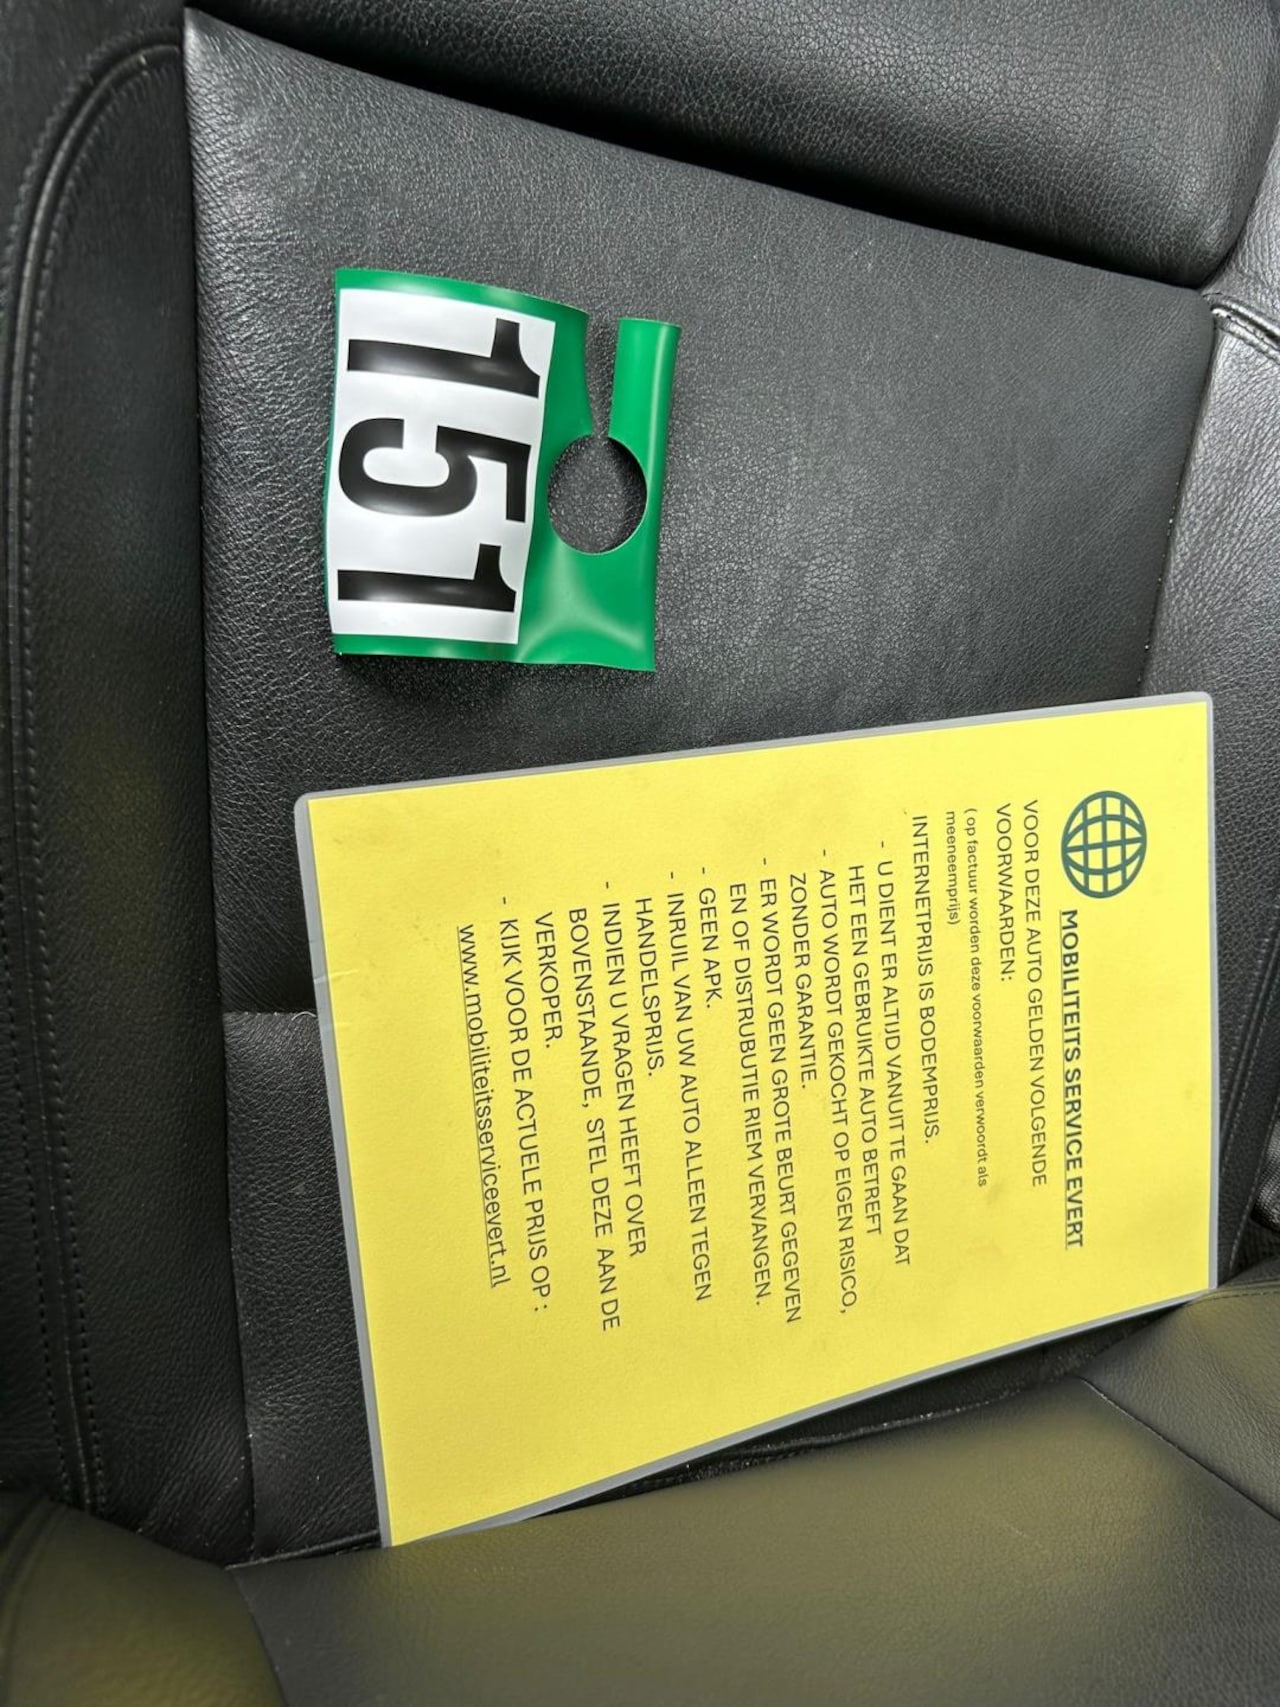 151
MOBILITEITS SERVICE EVERT
VOOR DEZE AUTO GELDEN VOLGENDE
VOORWAARDEN:
( op factuur worden deze voorwaarden verwoordt als
meeneemprijs)
INTERNETPRIJS IS BODEMPRIJS.
- U DIENT ER ALTIJD VANUIT TE GAAN DAT
HET EEN GEBRUIKTE AUTO BETREFT
- AUTO WORDT GEKOCHT OP EIGEN RISICO,
ZONDER GARANTIE.
- ER WORDT GEEN GROTE BEURT GEGEVEN
EN OF DISTRUBUTIE RIEM VERVANGEN.
- GEEN APK.
- INRUIL VAN UW AUTO ALLEEN TEGEN
HANDELSPRIJS.
- INDIEN U VRAGEN HEEFT OVER
BOVENSTAANDE, STEL DEZE AAN DE
VERKOPER.
- KIJK VOOR DE ACTUELE PRIJS OP :
www.mobiliteitsserviceevert.nl